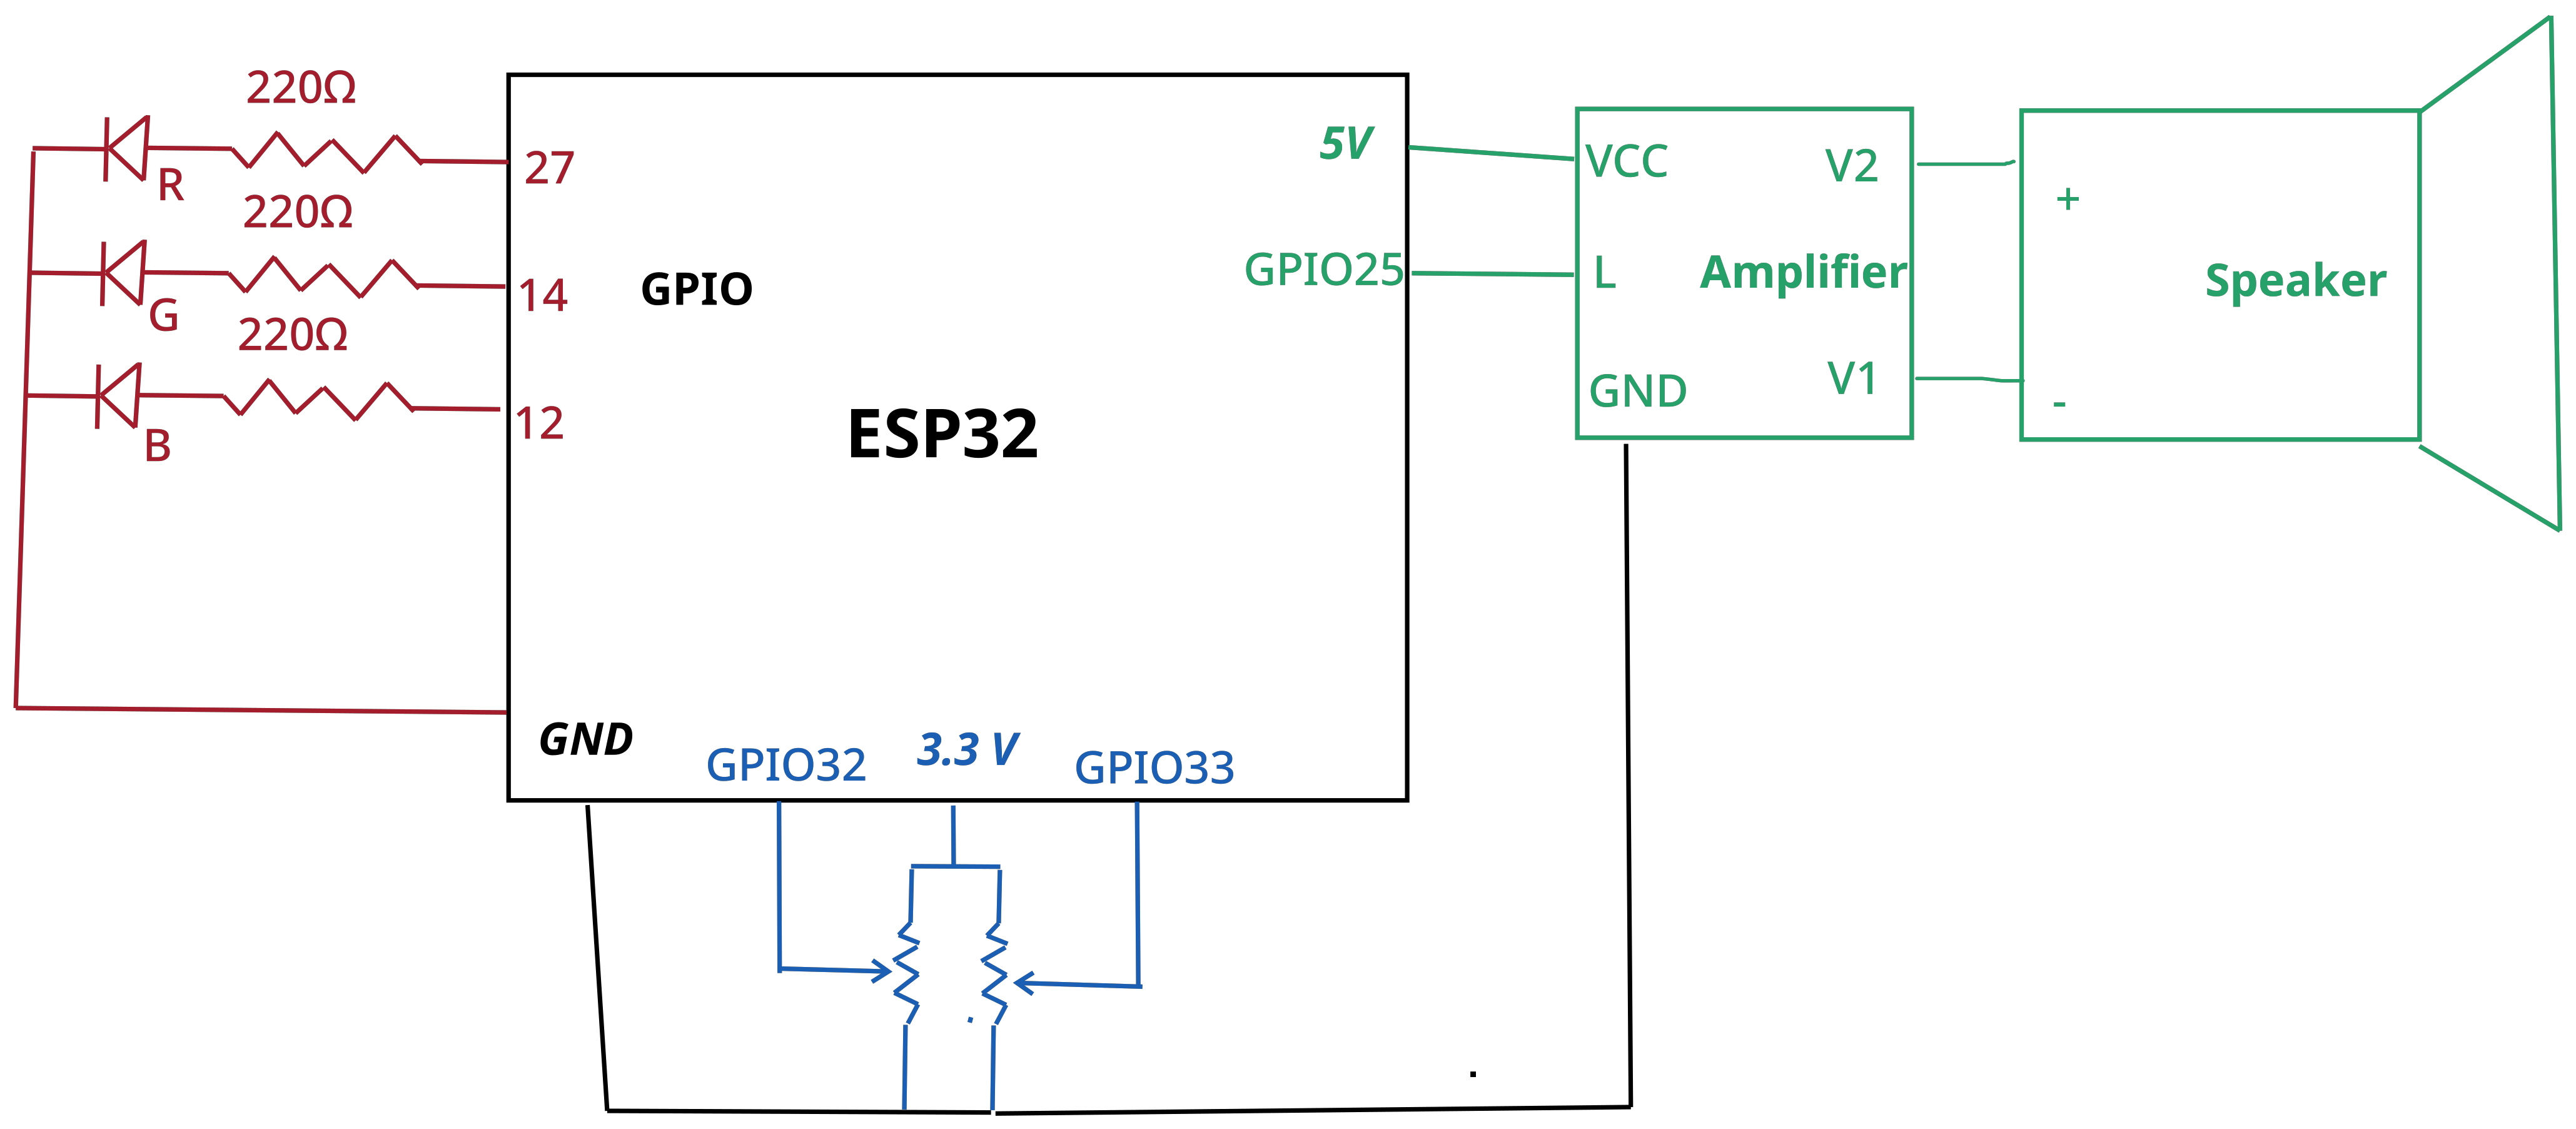 220Ω
R
27
220Ω
G
14
220Ω
B
12
GPIO
ESP32
5V
GPIO25
GND
GPIO32
3.3 V
GPIO33
VCC
V2
L
Amplifier
GND
V1
+
Speaker
-